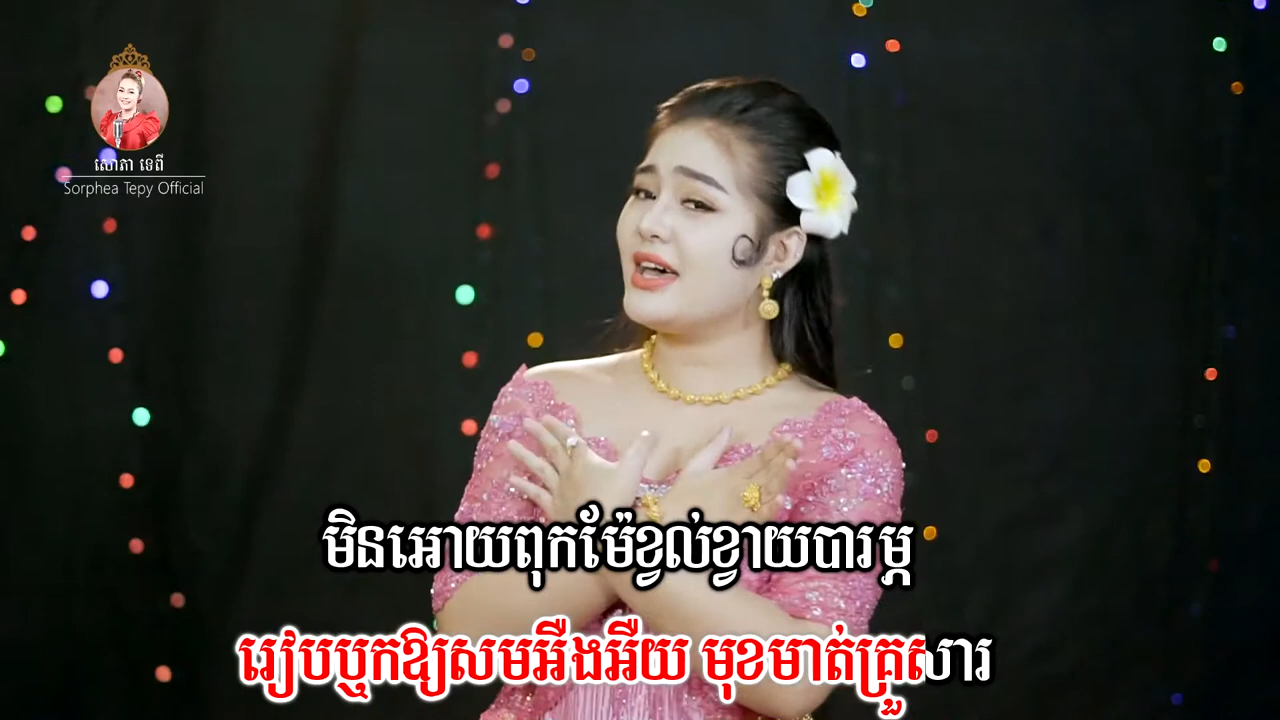 សោភា ទេពី
Sorphea Tepy Official
មិនអោយពុកម៉ែខ្វល់ខ្វាយបារម្ភ
រៀបឬកឱ្យសមអឺងអឺយ មុខមាត់គ្រួសារ